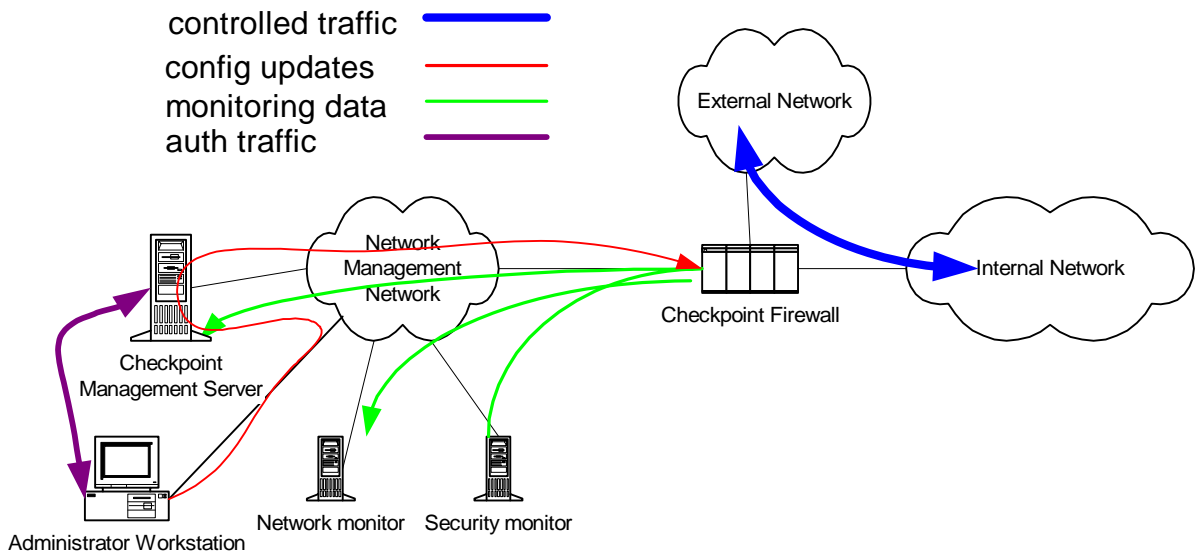 controlled traffic
config updates
monitoring data
auth traffic
External Network
Network
Management
Network
Internal Network
Checkpoint Firewall
Checkpoint
Management Server
Network monitor
Security monitor
Administrator Workstation